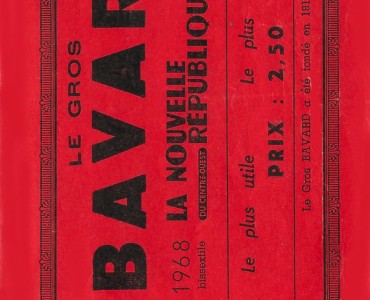 LE GROS
BAVAR
1968
bissextile
LA NOUVELLE
RÉPUBLIQUE
DU CENTRE-OUEST
Le plus utile Le plus
PRIX : 2,50
Le Gros BAVARD a été fondé en 181